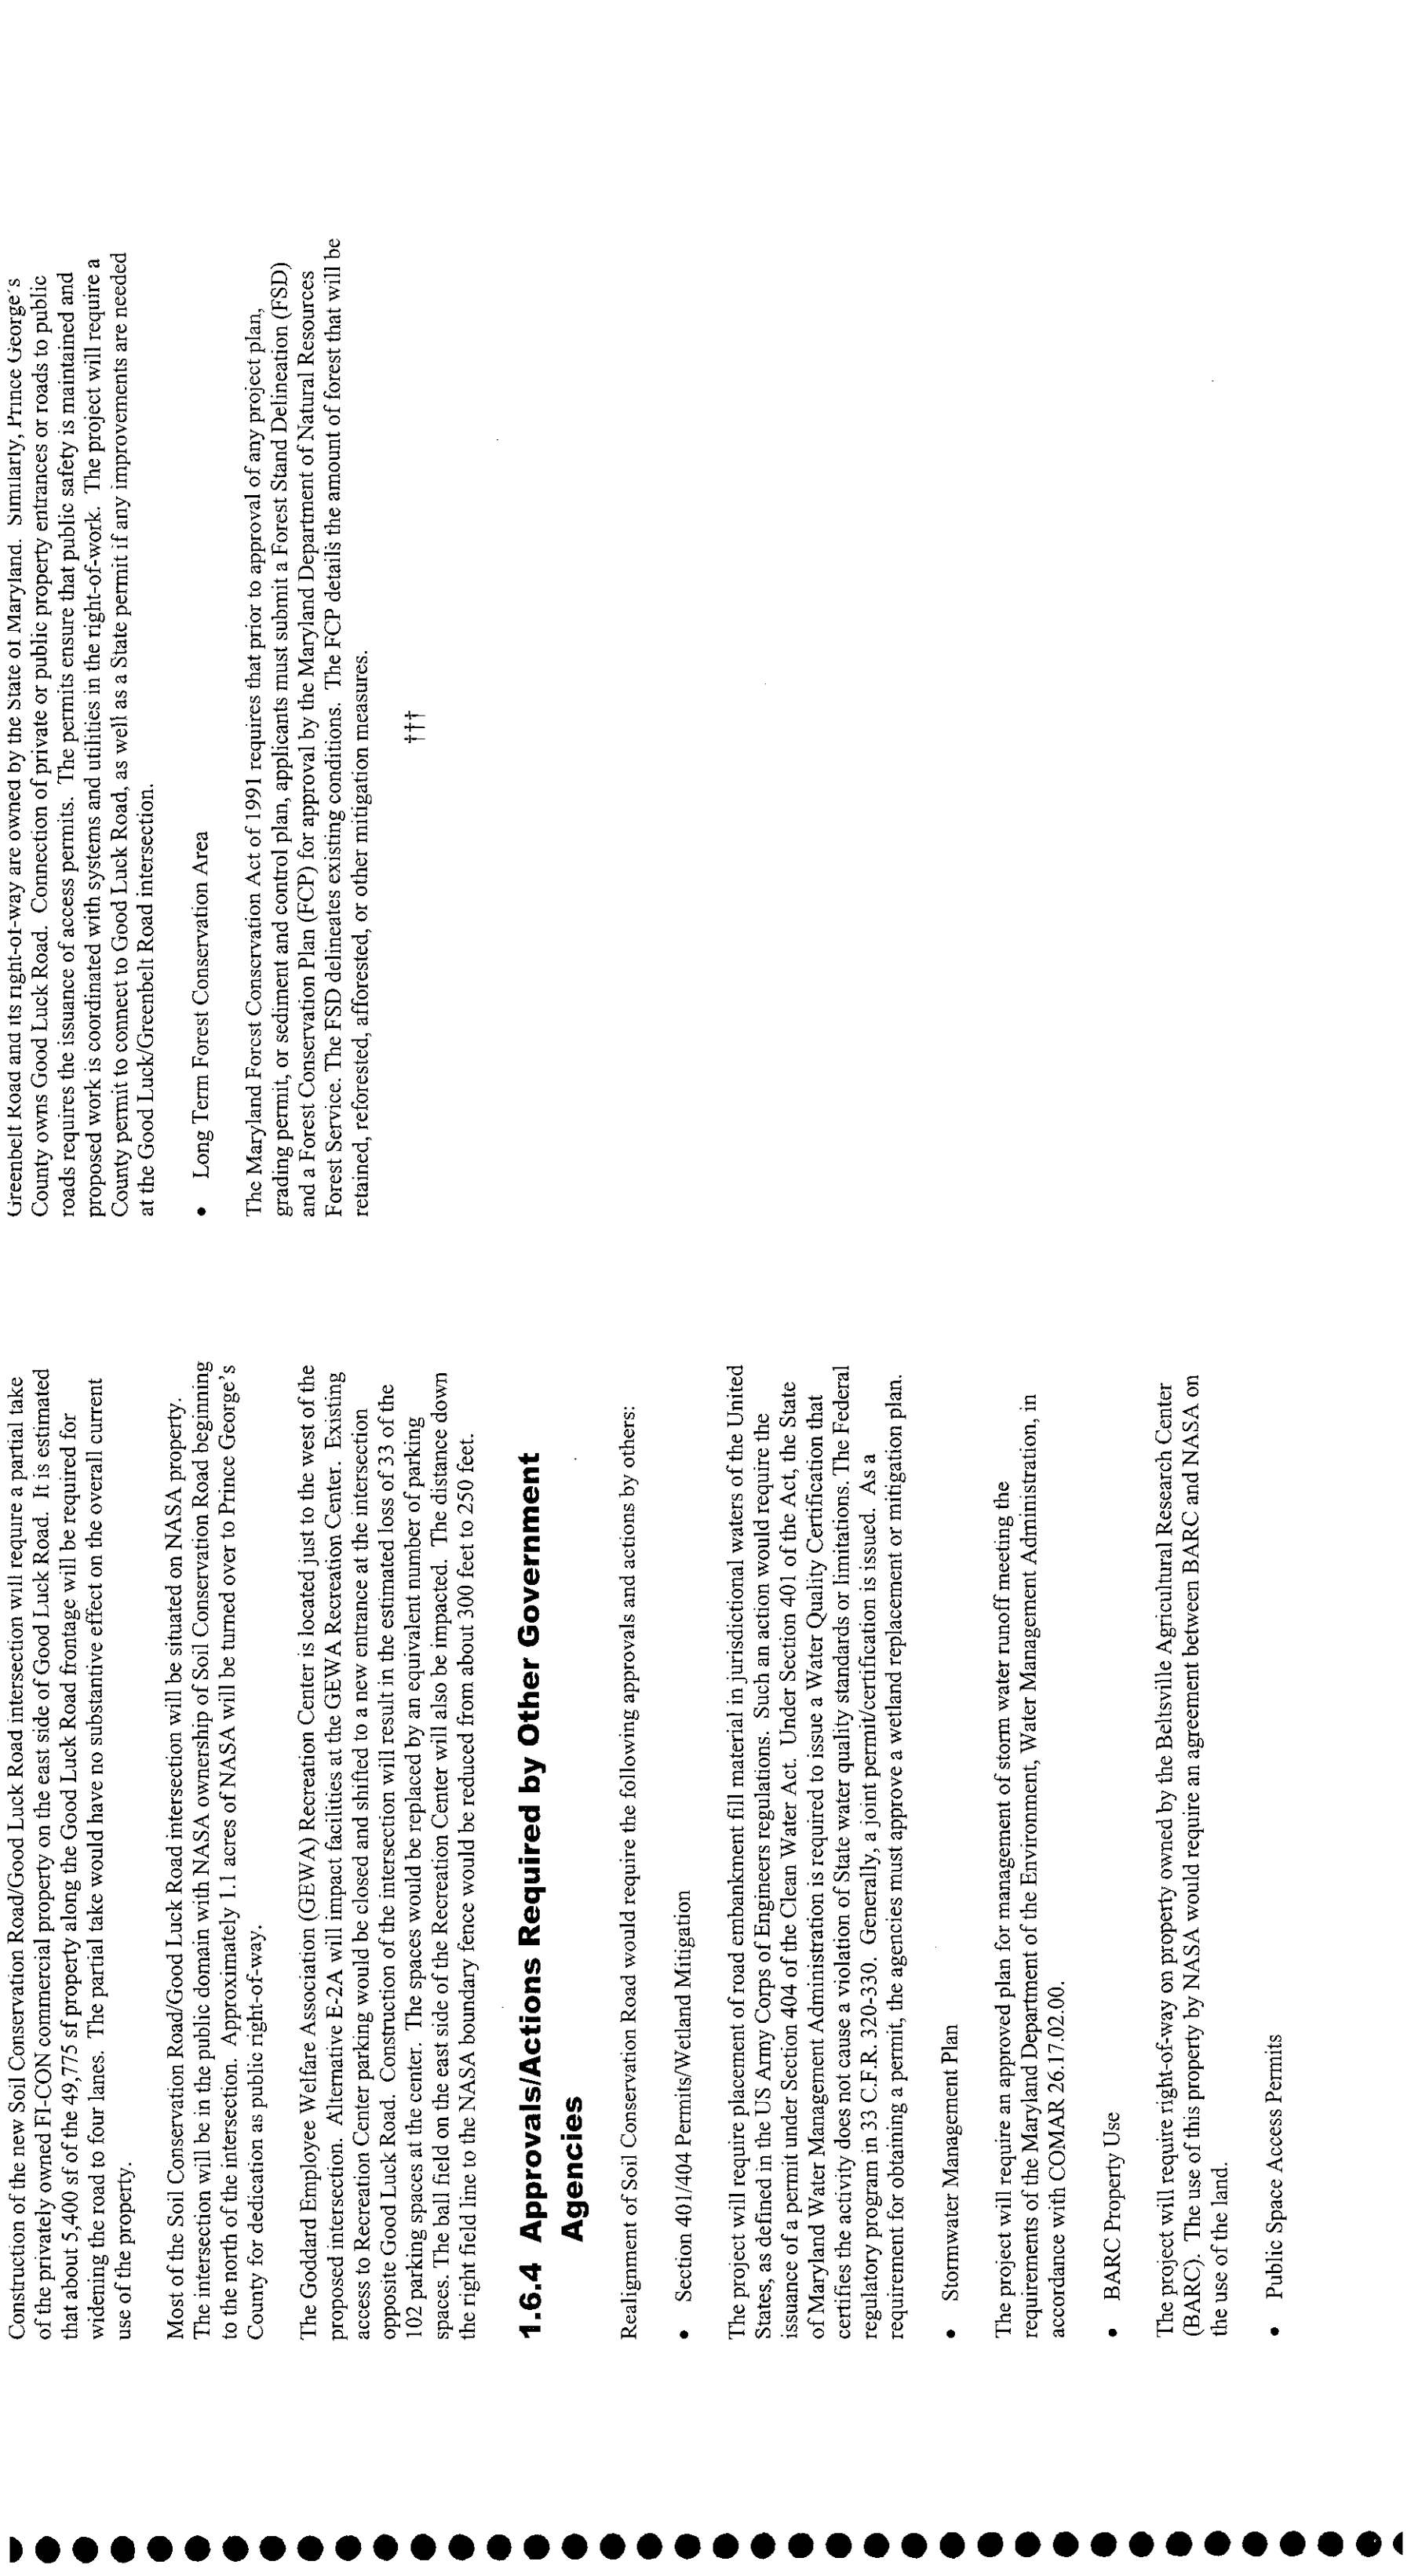 Construction of the new Soil Conservation Road/Good Luck Road intersection will require a partial take
of the privately owned FI-CON commercial property on the east side of Good Luck Road. It is estimated
that about 5,400 sf of the 49,775 sf property along the Good Luck Road frontage will be required for
widening the road to four lanes. The partial take would have no substantive effect on the overall current
use of the property.
Most of the Soil Conservation Road/Good Luck Road intersection will be situated on NASA property.
The intersection will be in the public domain with NASA ownership of Soil Conservation Road beginning
to the north of the intersection. Approximately 1.1 acres of NASA will be turned over to Prince George's
County for dedication as public right-of-way.
The Goddard Employee Welfare Association (GEWA) Recreation Center is located just to the west of the
proposed intersection. Alternative E-2A will impact facilities at the GEWA Recreation Center. Existing
access to Recreation Center parking would be closed and shifted to a new entrance at the intersection
opposite Good Luck Road. Construction of the intersection will result in the estimated loss of 33 of the
102 parking spaces at the center. The spaces would be replaced by an equivalent number of parking
spaces. The ball field on the east side of the Recreation Center will also be impacted. The distance down
the right field line to the NASA boundary fence would be reduced from about 300 feet to 250 feet.
1.6.4 Approvals/Actions Required by Other Government
Agencies
Realignment of Soil Conservation Road would require the following approvals and actions by others:
• Section 401/404 Permits/Wetland Mitigation
The project will require placement of road embankment fill material in jurisdictional waters of the United
States, as defined in the US Army Corps of Engineers regulations. Such an action would require the
issuance of a permit under Section 404 of the Clean Water Act. Under Section 401 of the Act, the State
of Maryland Water Management Administration is required to issue a Water Quality Certification that
certifies the activity does not cause a violation of State water quality standards or limitations. The Federal
regulatory program in 33 C.F.R. 320-330. Generally, a joint permit/certification is issued. As a
requirement for obtaining a permit, the agencies must approve a wetland replacement or mitigation plan.
• Stormwater Management Plan
The project will require an approved plan for management of storm water runoff meeting the
requirements of the Maryland Department of the Environment, Water Management Administration, in
accordance with COMAR 26.17.02.00.
• BARC Property Use
The project will require right-of-way on property owned by the Beltsville Agricultural Research Center
(BARC). The use of this property by NASA would require an agreement between BARC and NASA on
the use of the land.
• Public Space Access Permits
Greenbelt Road and its right-of-way are owned by the State of Maryland. Similarly, Prince George's
County owns Good Luck Road. Connection of private or public property entrances or roads to public
roads requires the issuance of access permits. The permits ensure that public safety is maintained and
proposed work is coordinated with systems and utilities in the right-of-work. The project will require a
County permit to connect to Good Luck Road, as well as a State permit if any improvements are needed
at the Good Luck/Greenbelt Road intersection.
• Long Term Forest Conservation Area
The Maryland Forest Conservation Act of 1991 requires that prior to approval of any project plan,
grading permit, or sediment and control plan, applicants must submit a Forest Stand Delineation (FSD)
and a Forest Conservation Plan (FCP) for approval by the Maryland Department of Natural Resources
Forest Service. The FSD delineates existing conditions. The FCP details the amount of forest that will be
retained, reforested, afforested, or other mitigation measures.
†††